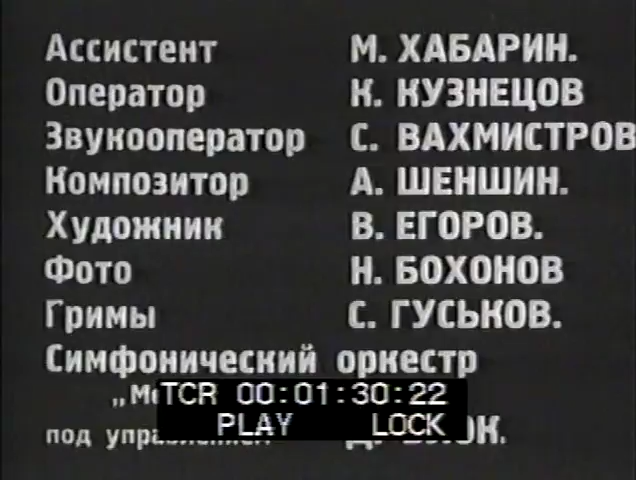 Ассистент М. ХАБАРИН.
Оператор К. КУЗНЕЦОВ
Звукооператор С. ВАХМИСТРОВ
Композитор А. ШЕНШИН.
Художник В. ЕГОРОВ.
Фото Н. БОХОНОВ
Гримы С. ГУСЬКОВ.
Симфонический оркестр
TCR 00:01:30:22
PLAY LOCK
под